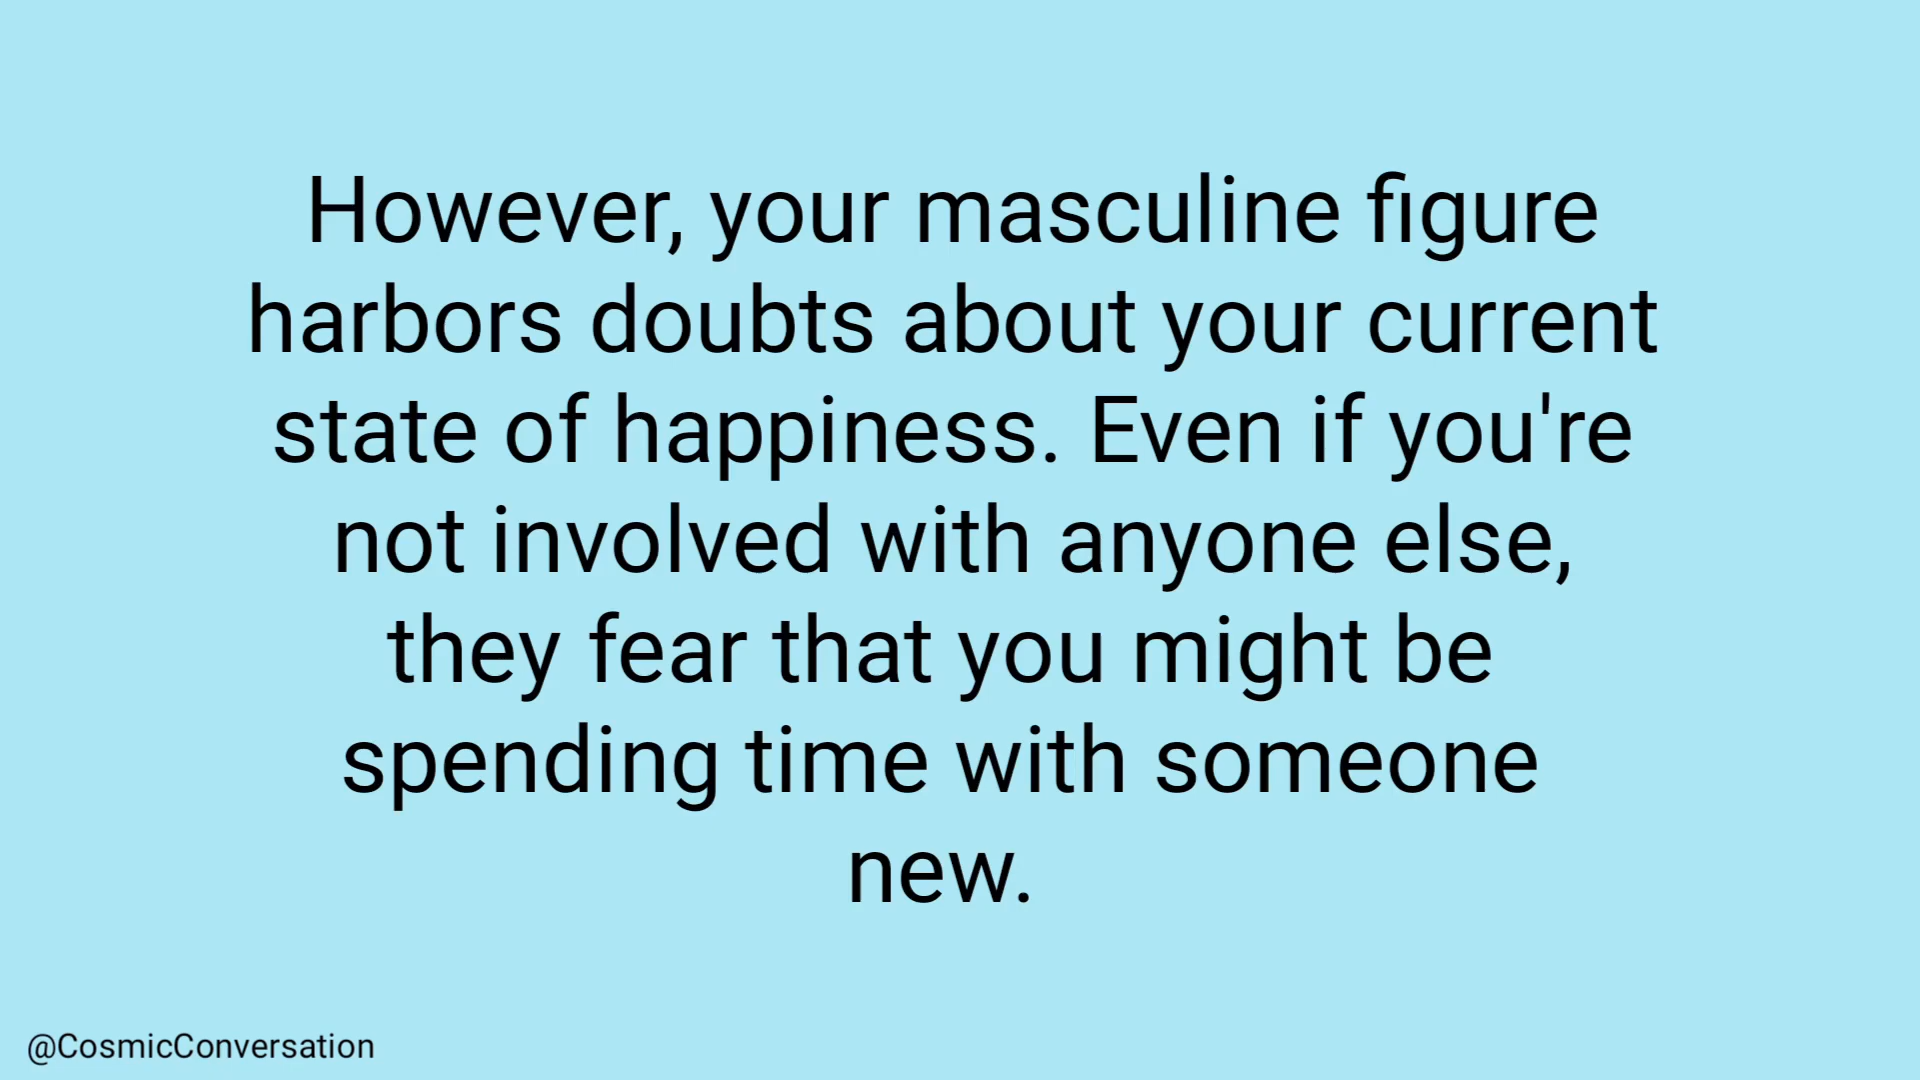 However, your masculine figure
harbors doubts about your current
state of happiness. Even if you're
not involved with anyone else,
they fear that you might be
spending time with someone
new.
@CosmicConversation